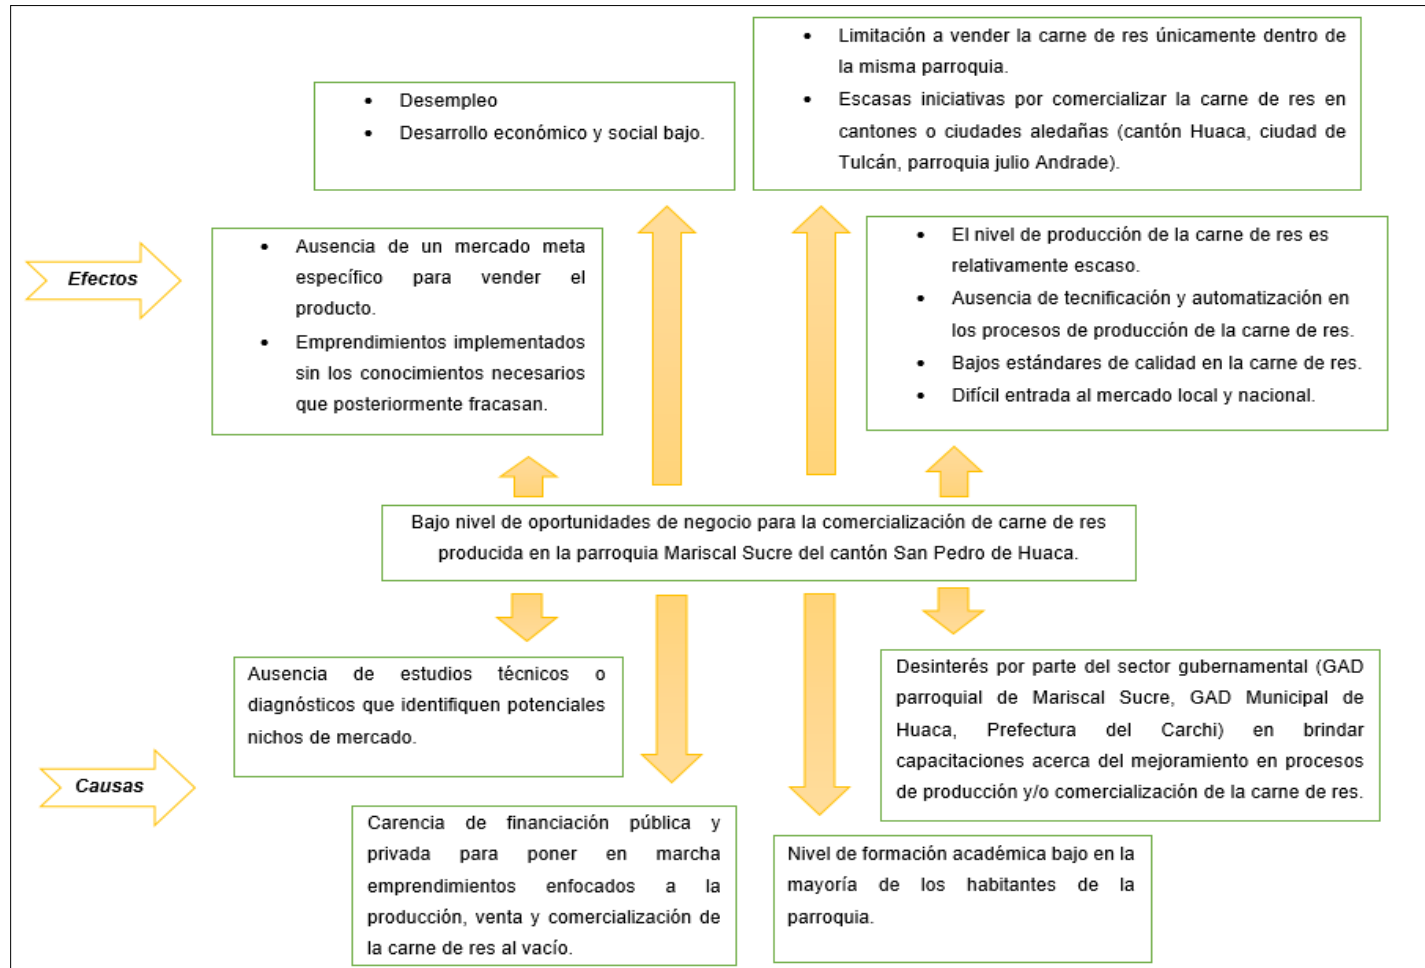 • Limitación a vender la carne de res únicamente dentro de
la misma parroquia.
• Escasas iniciativas por comercializar la carne de res en
cantones o ciudades aledañas (cantón Huaca, ciudad de
Tulcán, parroquia julio Andrade).
• Desempleo
• Desarrollo económico y social bajo.
Efectos
• Ausencia de un mercado meta
específico para vender el
producto.
• Emprendimientos implementados
sin los conocimientos necesarios
que posteriormente fracasan.
• El nivel de producción de la carne de res es
relativamente escaso.
• Ausencia de tecnificación y automatización en
los procesos de producción de la carne de res.
• Bajos estándares de calidad en la carne de res.
• Difícil entrada al mercado local y nacional.
Bajo nivel de oportunidades de negocio para la comercialización de carne de res
producida en la parroquia Mariscal Sucre del cantón San Pedro de Huaca.
Ausencia de estudios técnicos o
diagnósticos que identifiquen potenciales
nichos de mercado.
Desinterés por parte del sector gubernamental (GAD
parroquial de Mariscal Sucre, GAD Municipal de
Huaca, Prefectura del Carchi) en brindar
capacitaciones acerca del mejoramiento en procesos
de producción y/o comercialización de la carne de res.
Causas
Carencia de financiación pública y
privada para poner en marcha
emprendimientos enfocados a la
producción, venta y comercialización de
la carne de res al vacío.
Nivel de formación académica bajo en la
mayoría de los habitantes de la
parroquia.